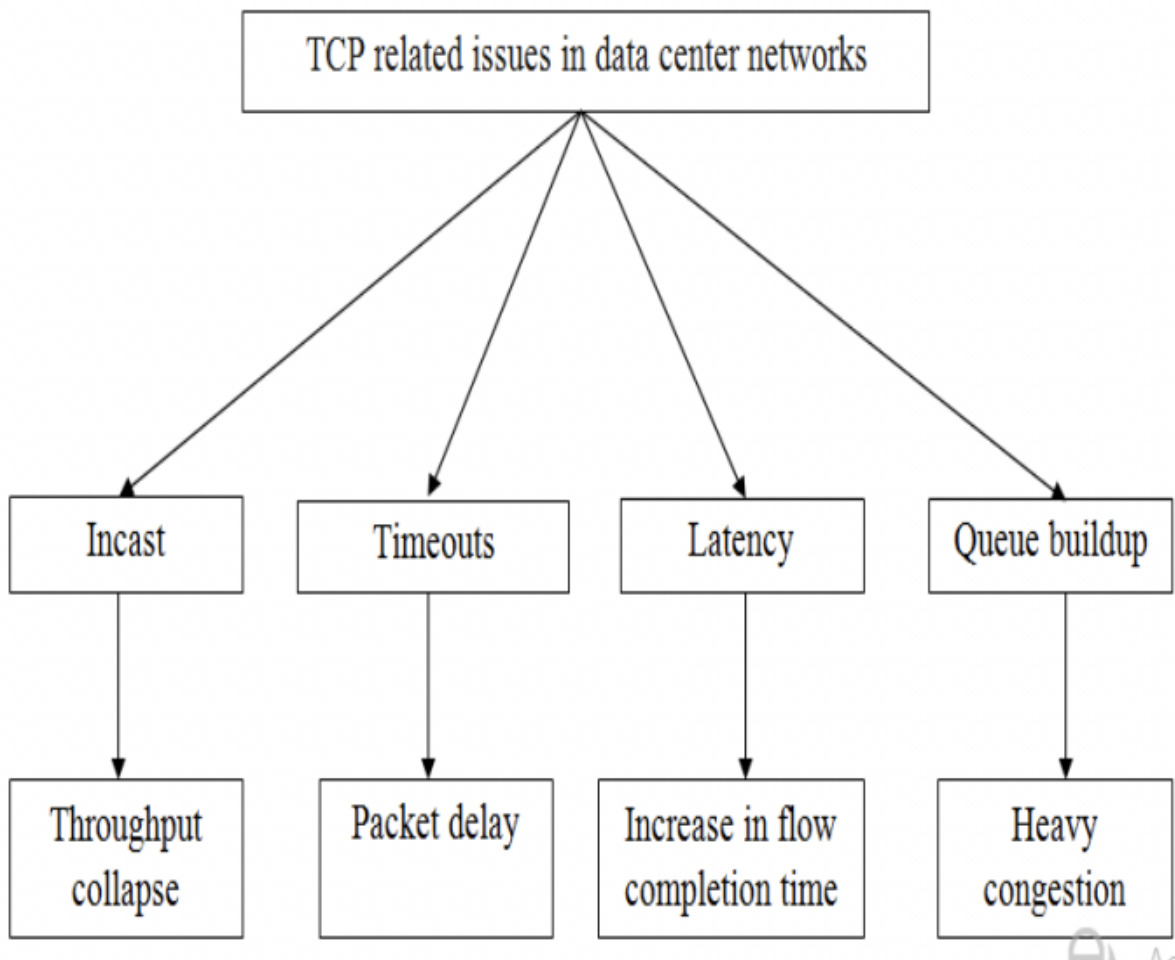 TCP related issues in data center networks
Incast
Timeouts
Latency
Queue buildup
Throughput
collapse
Packet delay
Increase in flow
completion time
Heavy
congestion